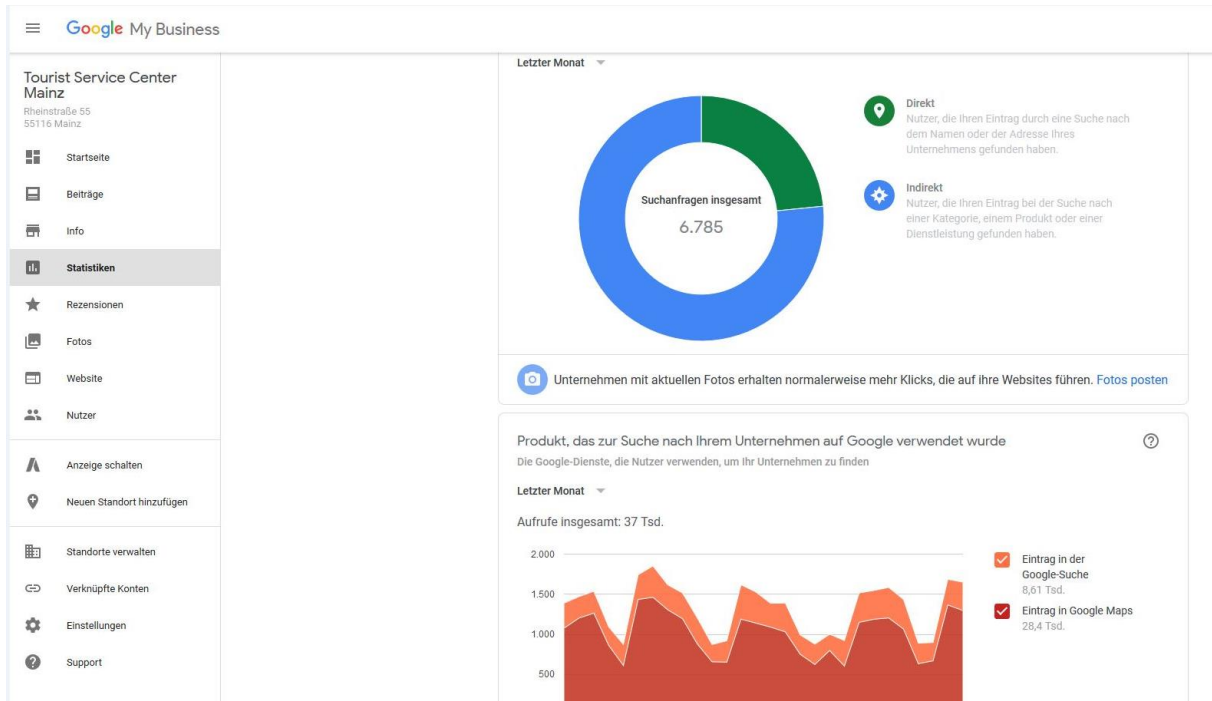 Google My Business
Tourist Service Center
Mainz
Rheinstraße 55
55116 Mainz
Startseite
Beiträge
Info
Statistiken
Rezensionen
Fotos
Website
Nutzer
Anzeige schalten
Neuen Standort hinzufügen
Standorte verwalten
Verknüpfte Konten
Einstellungen
Support
Letzter Monat
Suchanfragen insgesamt
6.785
Direkt
Nutzer, die Ihren Eintrag durch eine Suche nach
dem Namen oder der Adresse Ihres
Unternehmens gefunden haben.
Indirekt
Nutzer, die Ihren Eintrag bei der Suche nach
einer Kategorie, einem Produkt oder einer
Dienstleistung gefunden haben.
Unternehmen mit aktuellen Fotos erhalten normalerweise mehr Klicks, die auf ihre Websites führen. Fotos posten
Produkt, das zur Suche nach Ihrem Unternehmen auf Google verwendet wurde
Die Google-Dienste, die Nutzer verwenden, um Ihr Unternehmen zu finden
Letzter Monat
Aufrufe insgesamt: 37 Tsd.
2.000
1.500
1.000
500
Eintrag in der
Google-Suche
8,61 Tsd.
Eintrag in Google Maps
28,4 Tsd.